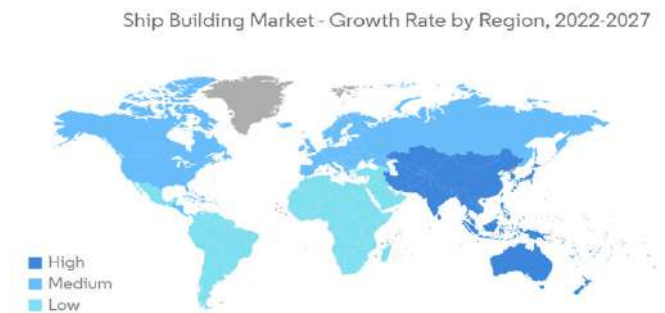 Ship Building Market - Growth Rate by Region, 2022-2027
High
Medium
Low